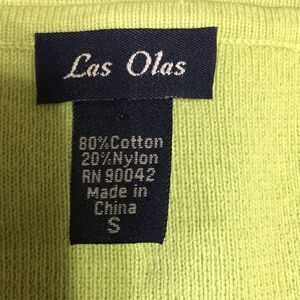 Las Olas
80%Cotton
20%Nylon
RN 90042
Made in
China
S